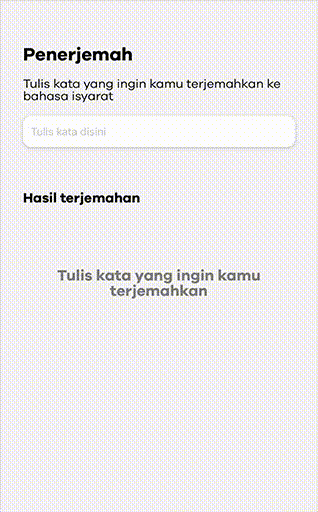 Penerjemah
Tulis kata yang ingin kamu terjemahkan ke
bahasa isyarat
Tulis kata disini
Hasil terjemahan
Tulis kata yang ingin kamu
terjemahkan